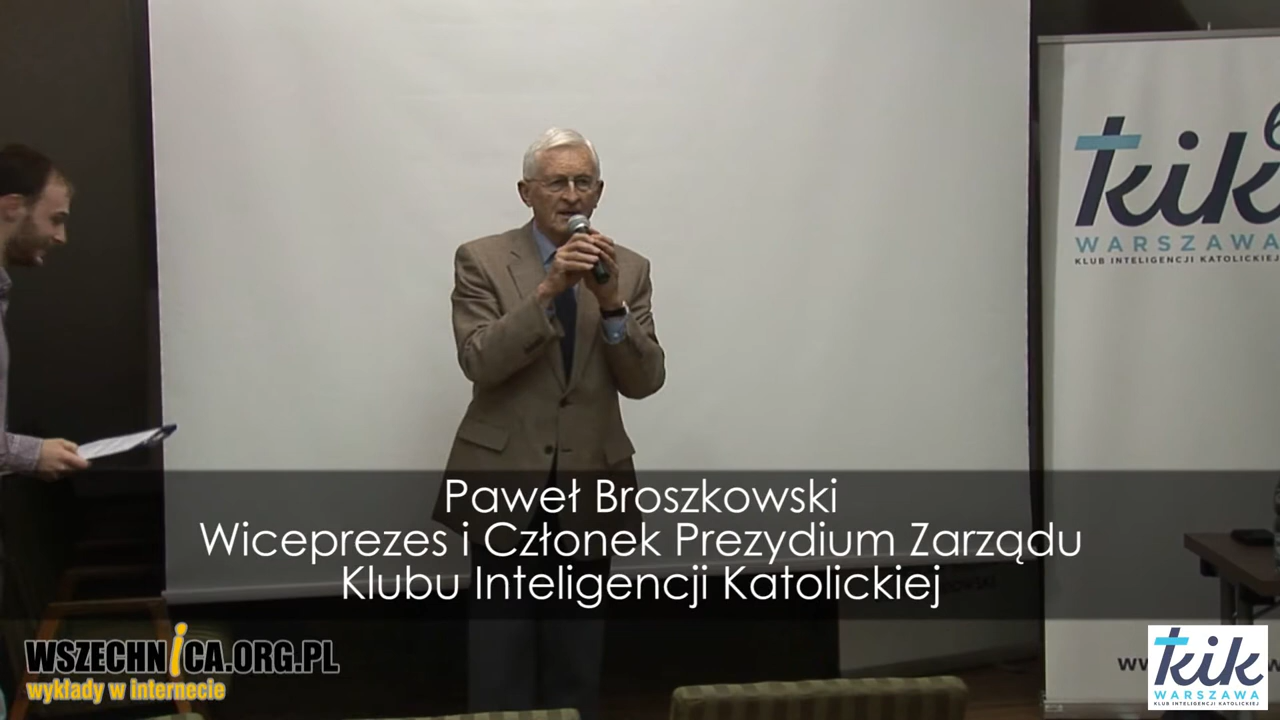 kik
WARSZAWA
KLUB INTELIGENCJI KATOLICKIEJ
Paweł Broszkowski
Wiceprezes i Członek Prezydium Zarządu
Klubu Inteligencji Katolickiej
WSZECHNICA.ORG.PL
wykłady w internecie
kik
WARSZAWA
KLUB INTELIGENCJI KATOLICKIEJ